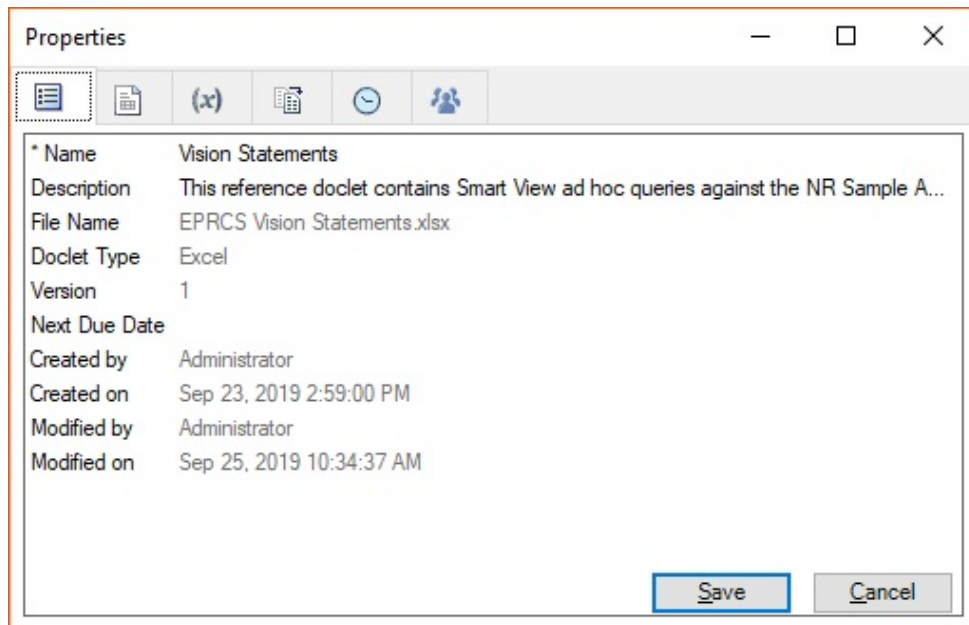 Properties
(x)
* Name Vision Statements
Description This reference doclet contains Smart View ad hoc queries against the NR Sample A...
File Name EPRCS Vision Statements.xlsx
Doclet Type Excel
Version 1
Next Due Date
Created by Administrator
Created on Sep 23, 2019 2:59:00 PM
Modified by Administrator
Modified on Sep 25, 2019 10:34:37 AM
Save Cancel